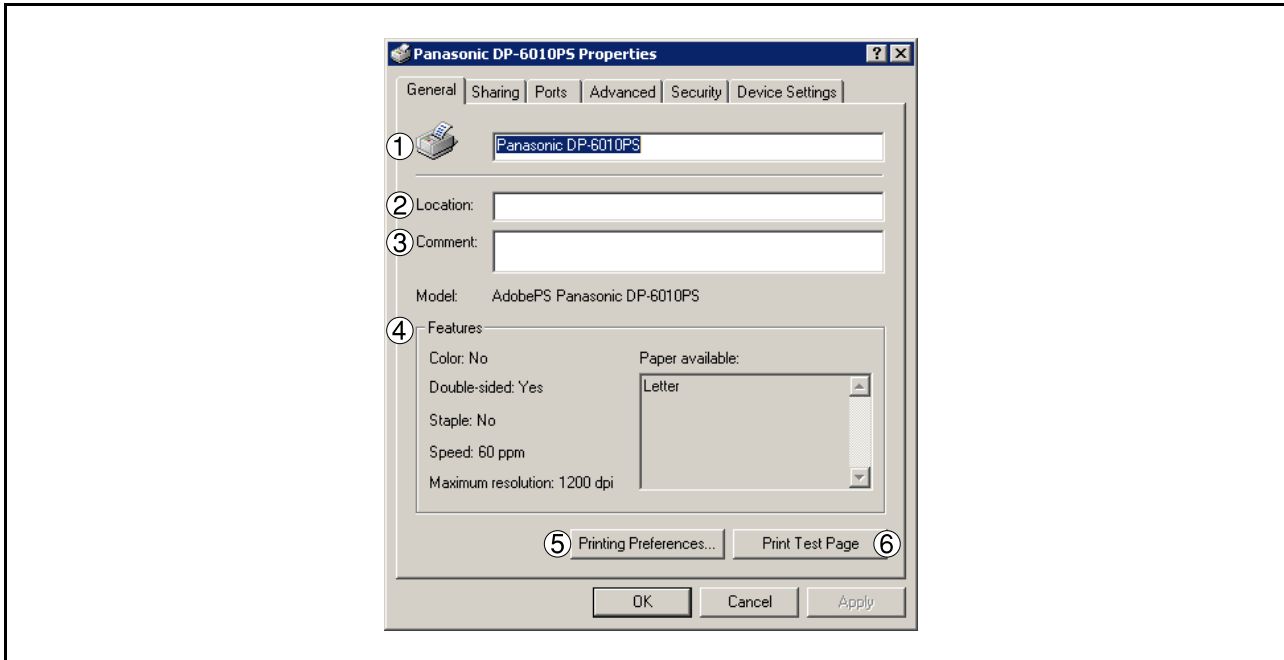 Panasonic DP-6010PS Properties ? X
General Sharing Ports Advanced Security Device Settings
① Panasonic DP-6010PS
② Location:
③ Comment:
Model: AdobePS Panasonic DP-6010PS
④ Features
Color: No Paper available:
Double-sided: Yes Letter
Staple: No
Speed: 60 ppm
Maximum resolution: 1200 dpi
⑤ Printing Preferences... Print Test Page ⑥
OK Cancel Apply